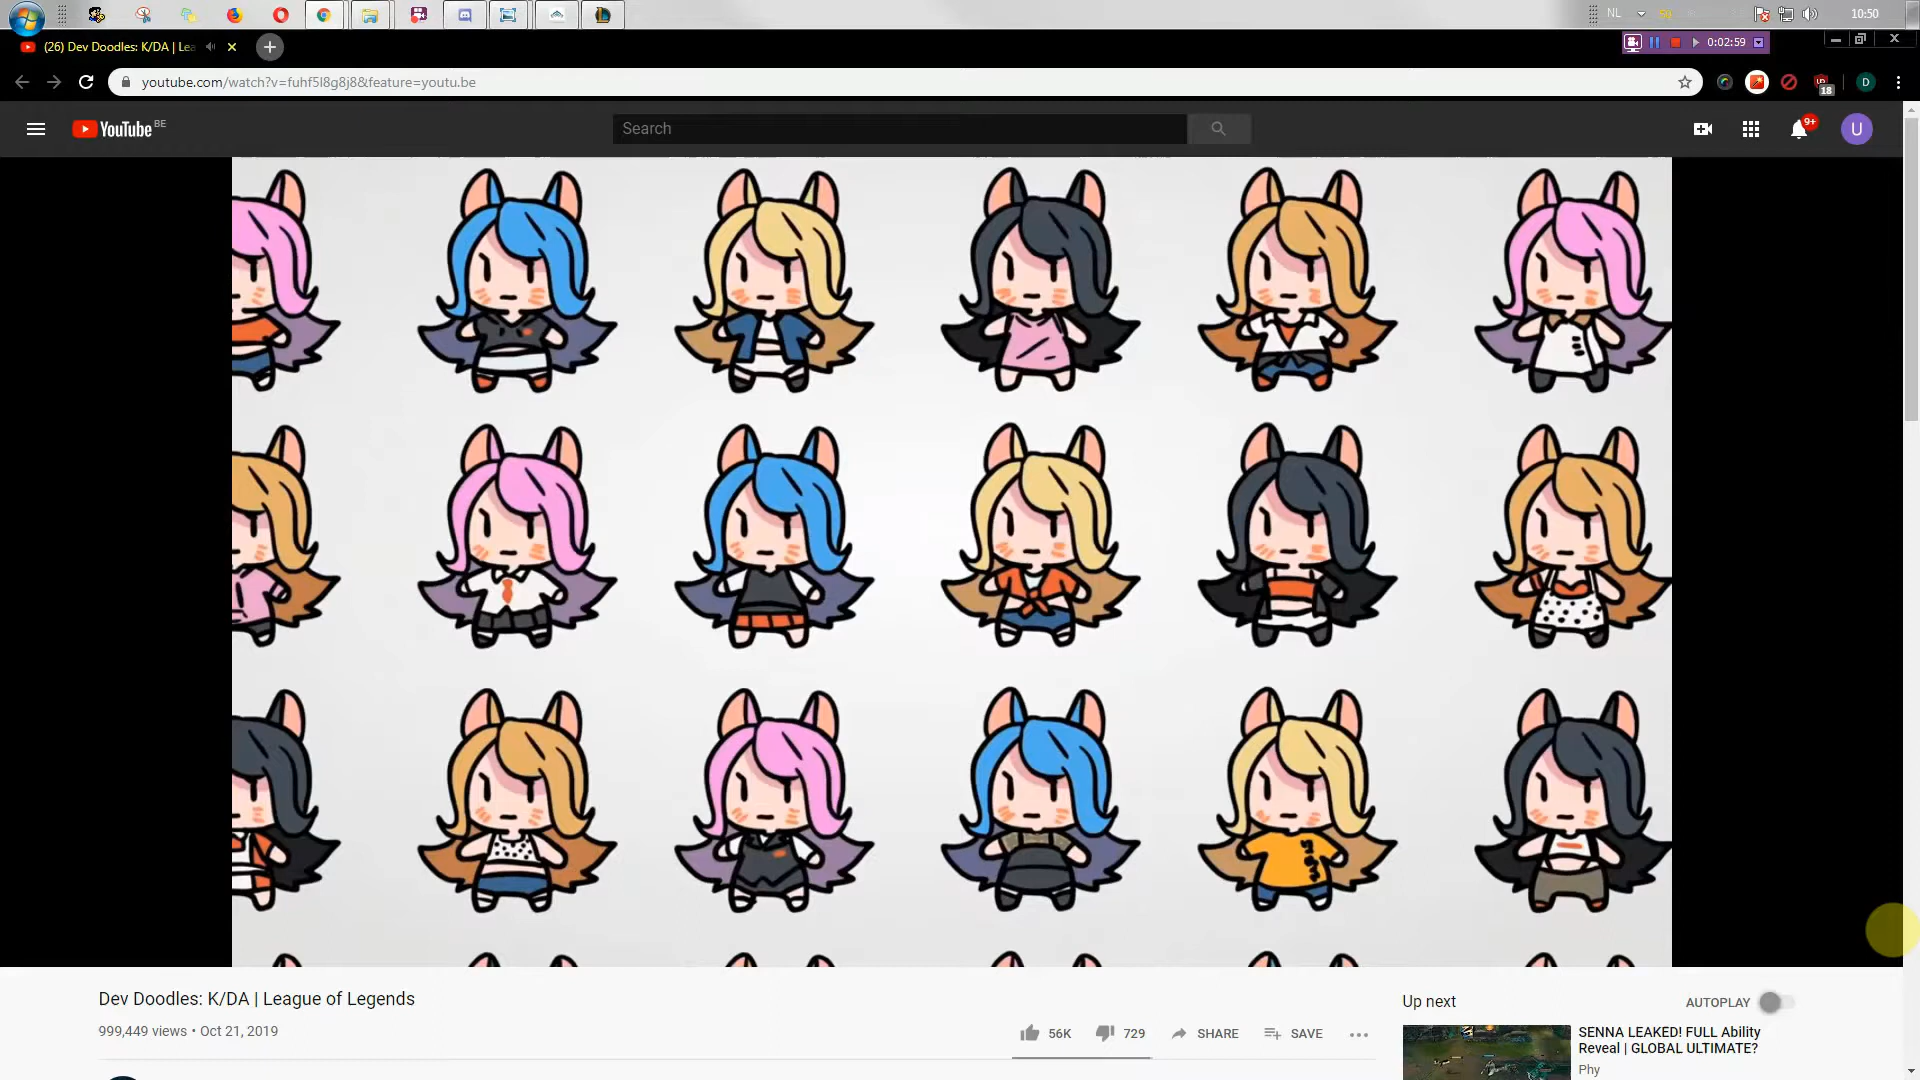 NL
10:50
(26) Dev Doodles: K/DA | Lea
0:02:59
youtube.com/watch?v=fuhf5I8g8j8&feature=youtu.be
18
D
YouTube BE
Search
9+
U
Dev Doodles: K/DA | League of Legends
999,449 views • Oct 21, 2019
56K
729
SHARE
SAVE
Up next
AUTOPLAY
SENNA LEAKED! FULL Ability
Reveal | GLOBAL ULTIMATE?
Phy